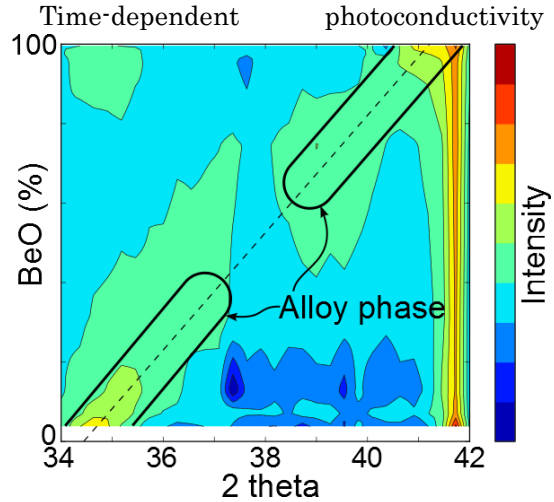 Time-dependent photoconductivity
100
BeO (%)
0
Alloy phase
Intensity
34 36 38 40 42
2 theta